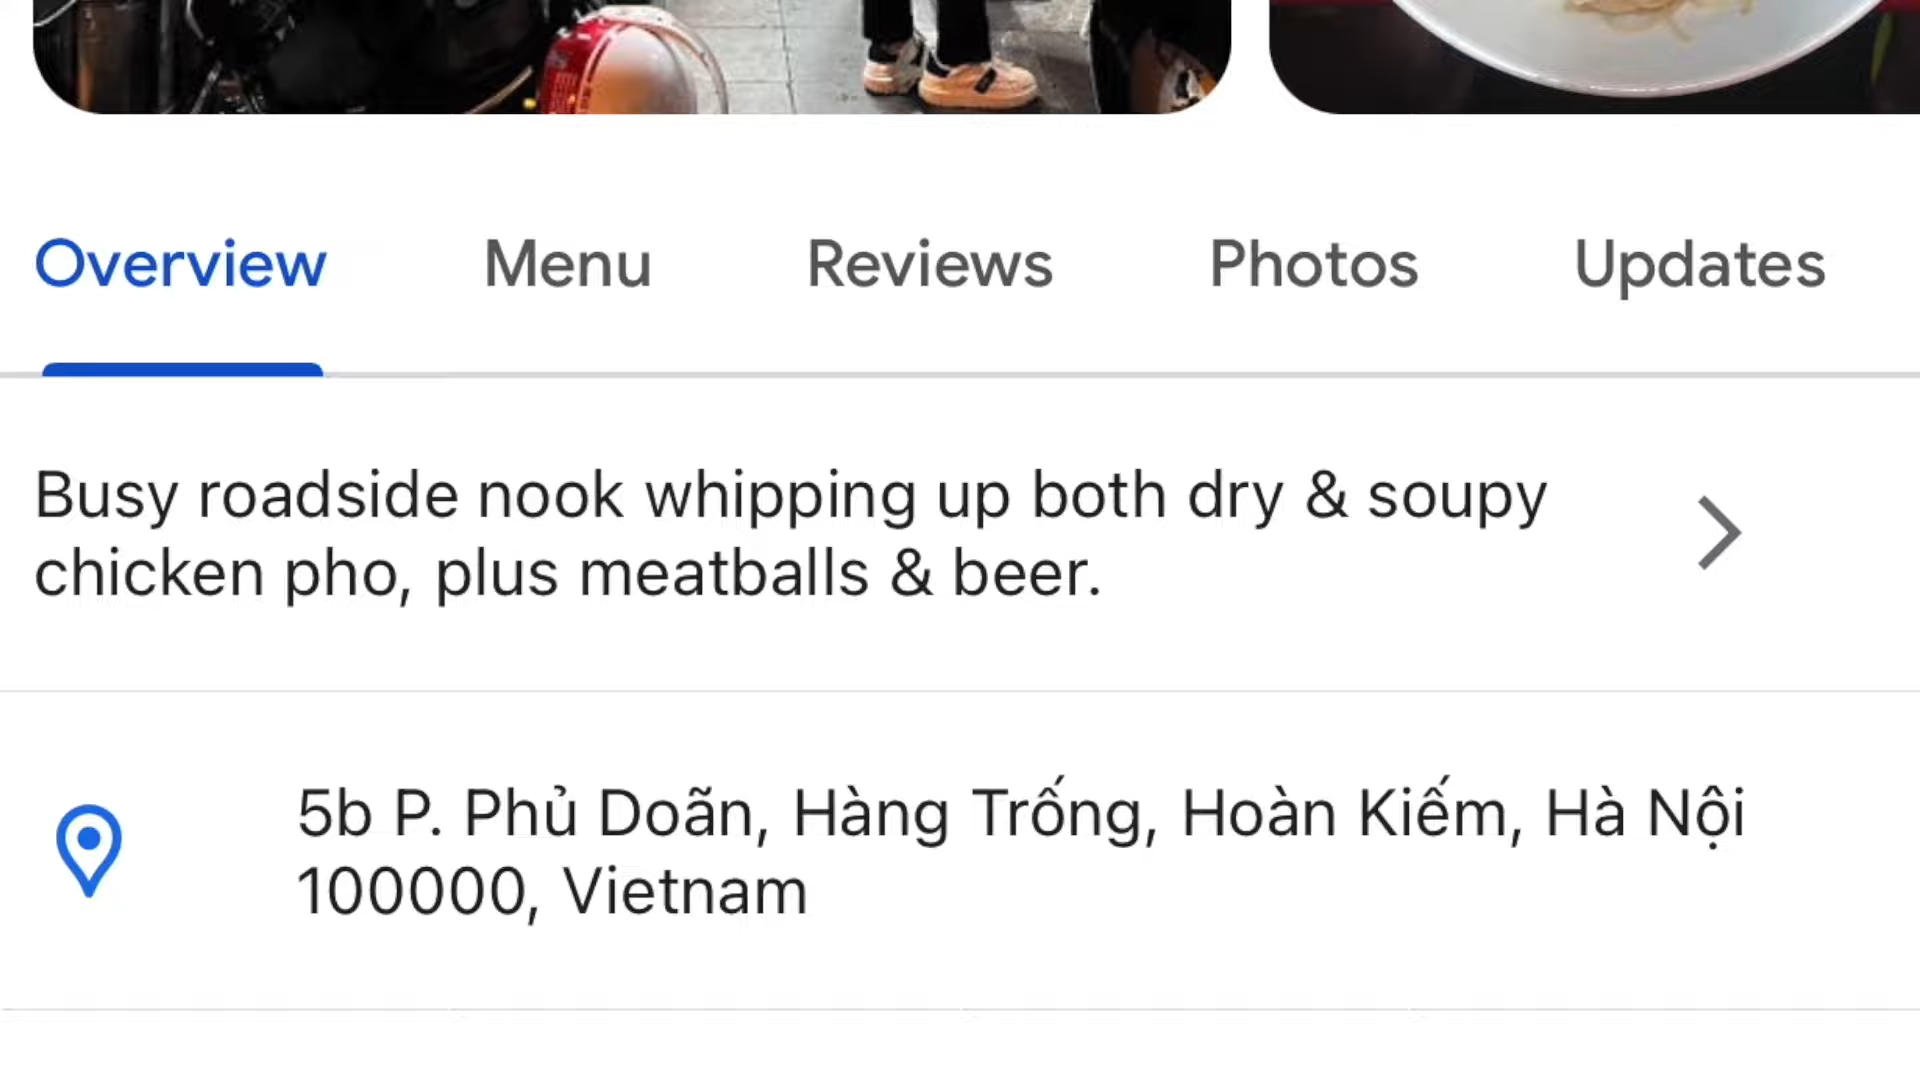 Overview Menu Reviews Photos Updates
Busy roadside nook whipping up both dry & soupy
chicken pho, plus meatballs & beer.
5b P. Phủ Doãn, Hàng Trống, Hoàn Kiếm, Hà Nội
100000, Vietnam